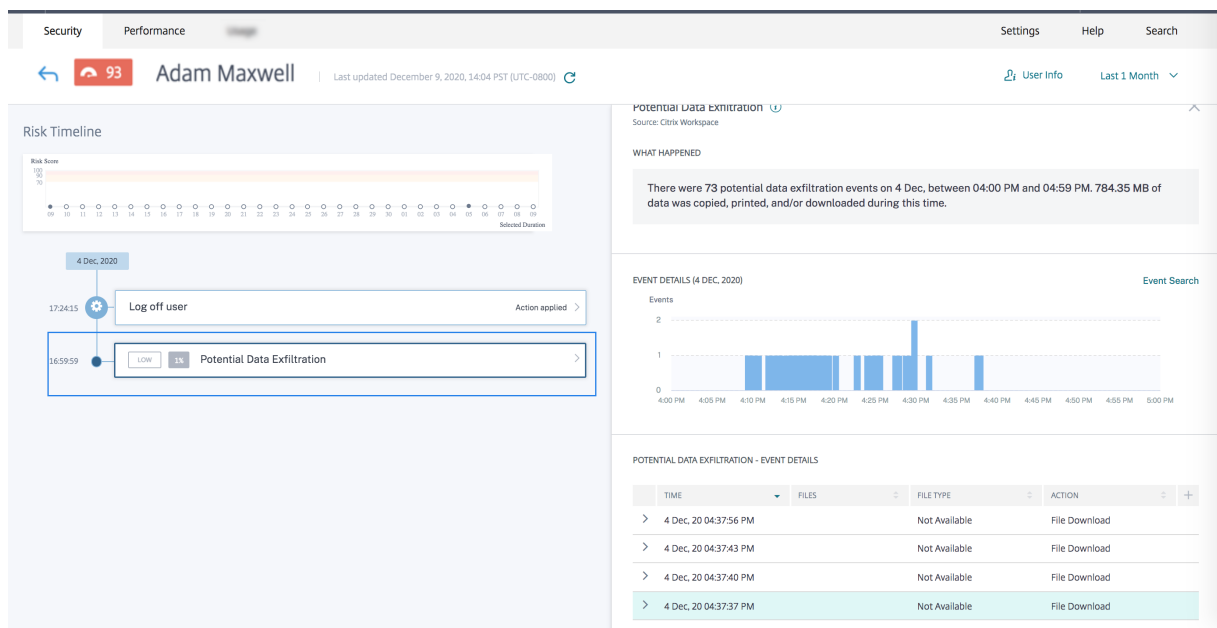 Security Performance Settings Help Search
93 Adam Maxwell Last updated December 9, 2020, 14:04 PST (UTC-0800) User Info Last 1 Month
Risk Timeline
Risk Score
100
90
70
09 10 11 12 13 14 15 16 17 18 19 20 21 22 23 24 25 26 27 28 29 30 01 02 03 04 05 06 07 08 09
Selected Duration
4 Dec, 2020
17:24:15 Log off user Action applied
16:59:59 LOW 1% Potential Data Exfiltration
Potential Data Exfiltration
Source: Citrix Workspace
WHAT HAPPENED
There were 73 potential data exfiltration events on 4 Dec, between 04:00 PM and 04:59 PM. 784.35 MB of
data was copied, printed, and/or downloaded during this time.
EVENT DETAILS (4 DEC, 2020) Event Search
Events
2
1
0
4:00 PM 4:05 PM 4:10 PM 4:15 PM 4:20 PM 4:25 PM 4:30 PM 4:35 PM 4:40 PM 4:45 PM 4:50 PM 4:55 PM 5:00 PM
POTENTIAL DATA EXFILTRATION - EVENT DETAILS
TIME FILES FILE TYPE ACTION
4 Dec, 20 04:37:56 PM Not Available File Download
4 Dec, 20 04:37:43 PM Not Available File Download
4 Dec, 20 04:37:40 PM Not Available File Download
4 Dec, 20 04:37:37 PM Not Available File Download